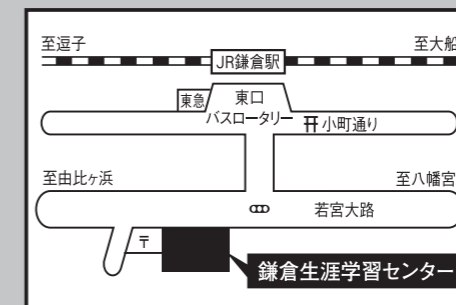 至逗子
至大船
JR鎌倉駅
東急
東口
バスロータリー
小町通り
至由比ヶ浜
至八幡宮
若宮大路
〒
鎌倉生涯学習センター